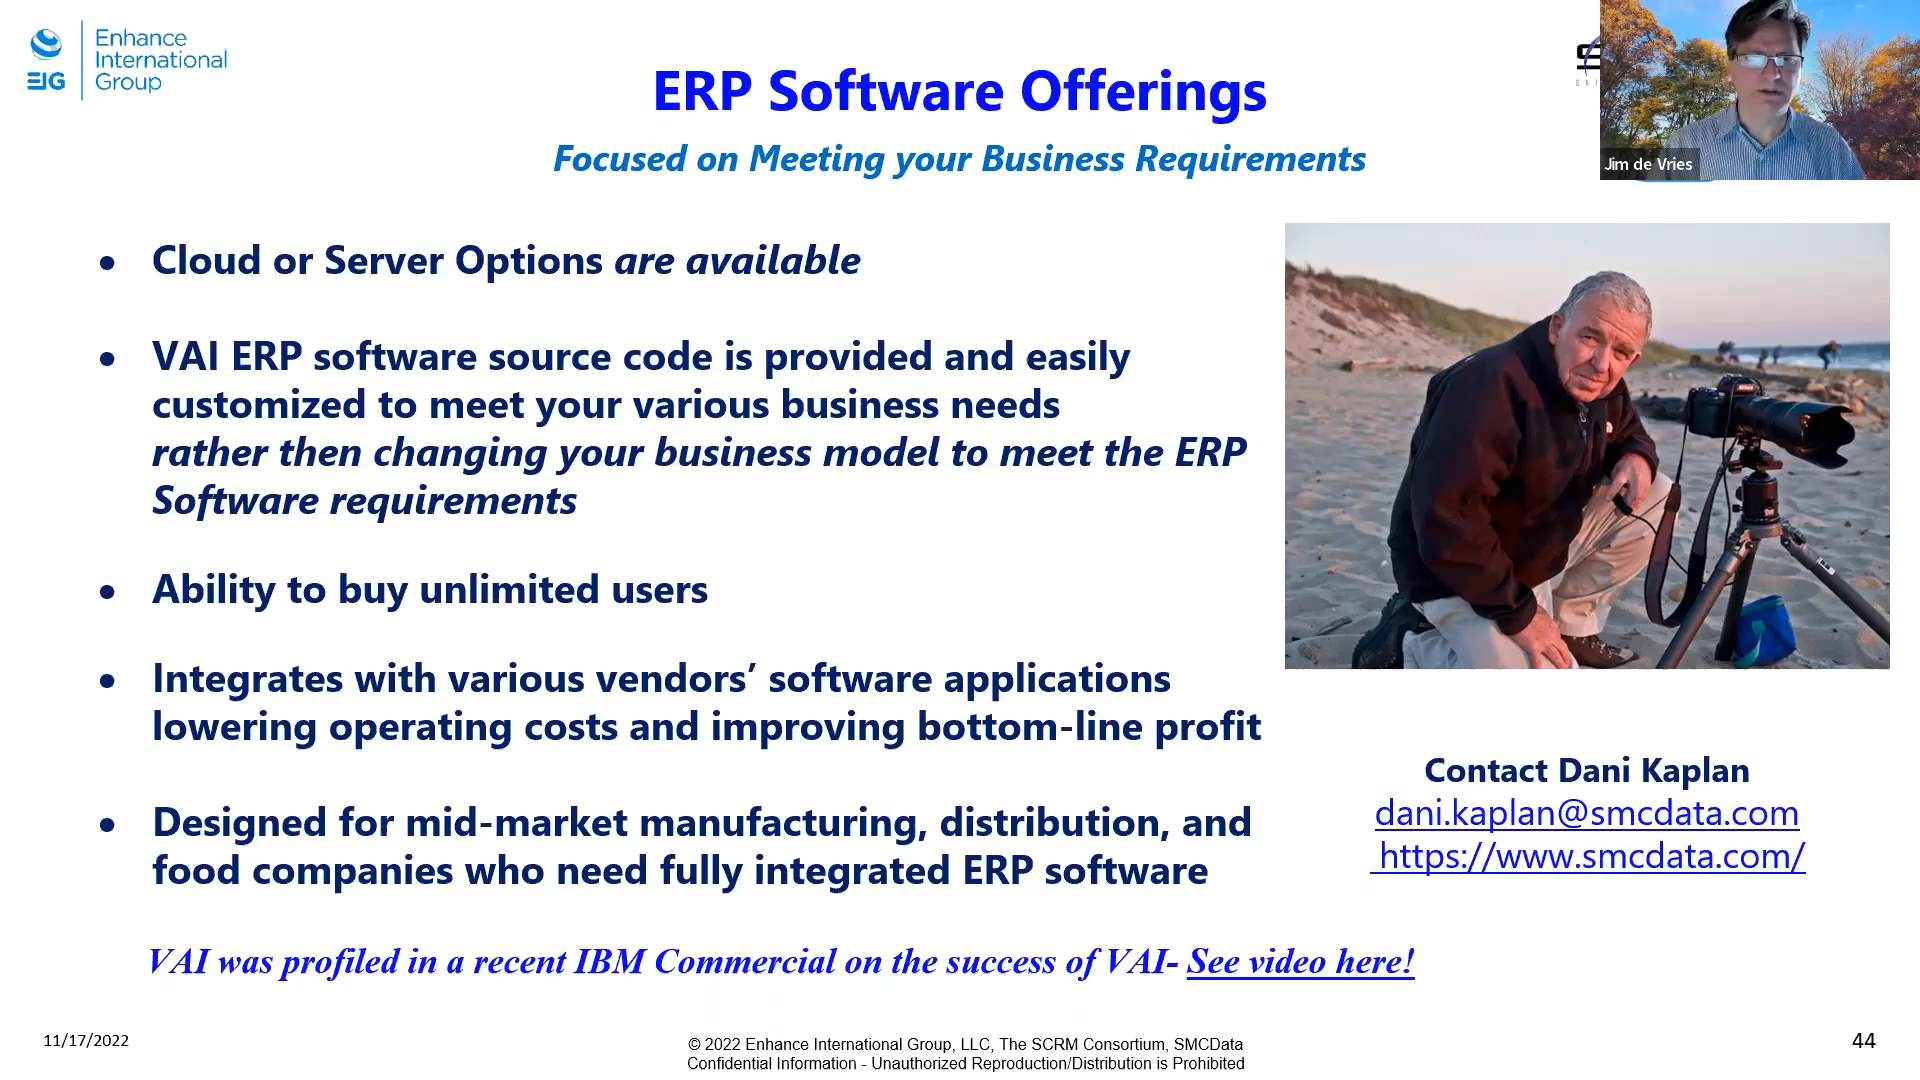 Enhance
International
Group
EIG
ERP Software Offerings
Focused on Meeting your Business Requirements
Jim de Vries
• Cloud or Server Options are available
• VAI ERP software source code is provided and easily
customized to meet your various business needs
rather then changing your business model to meet the ERP
Software requirements
• Ability to buy unlimited users
• Integrates with various vendors’ software applications
lowering operating costs and improving bottom-line profit
• Designed for mid-market manufacturing, distribution, and
food companies who need fully integrated ERP software
Contact Dani Kaplan
dani.kaplan@smcdata.com
https://www.smcdata.com/
VAI was profiled in a recent IBM Commercial on the success of VAI- See video here!
11/17/2022
© 2022 Enhance International Group, LLC, The SCRM Consortium, SMCData
Confidential Information - Unauthorized Reproduction/Distribution is Prohibited
44